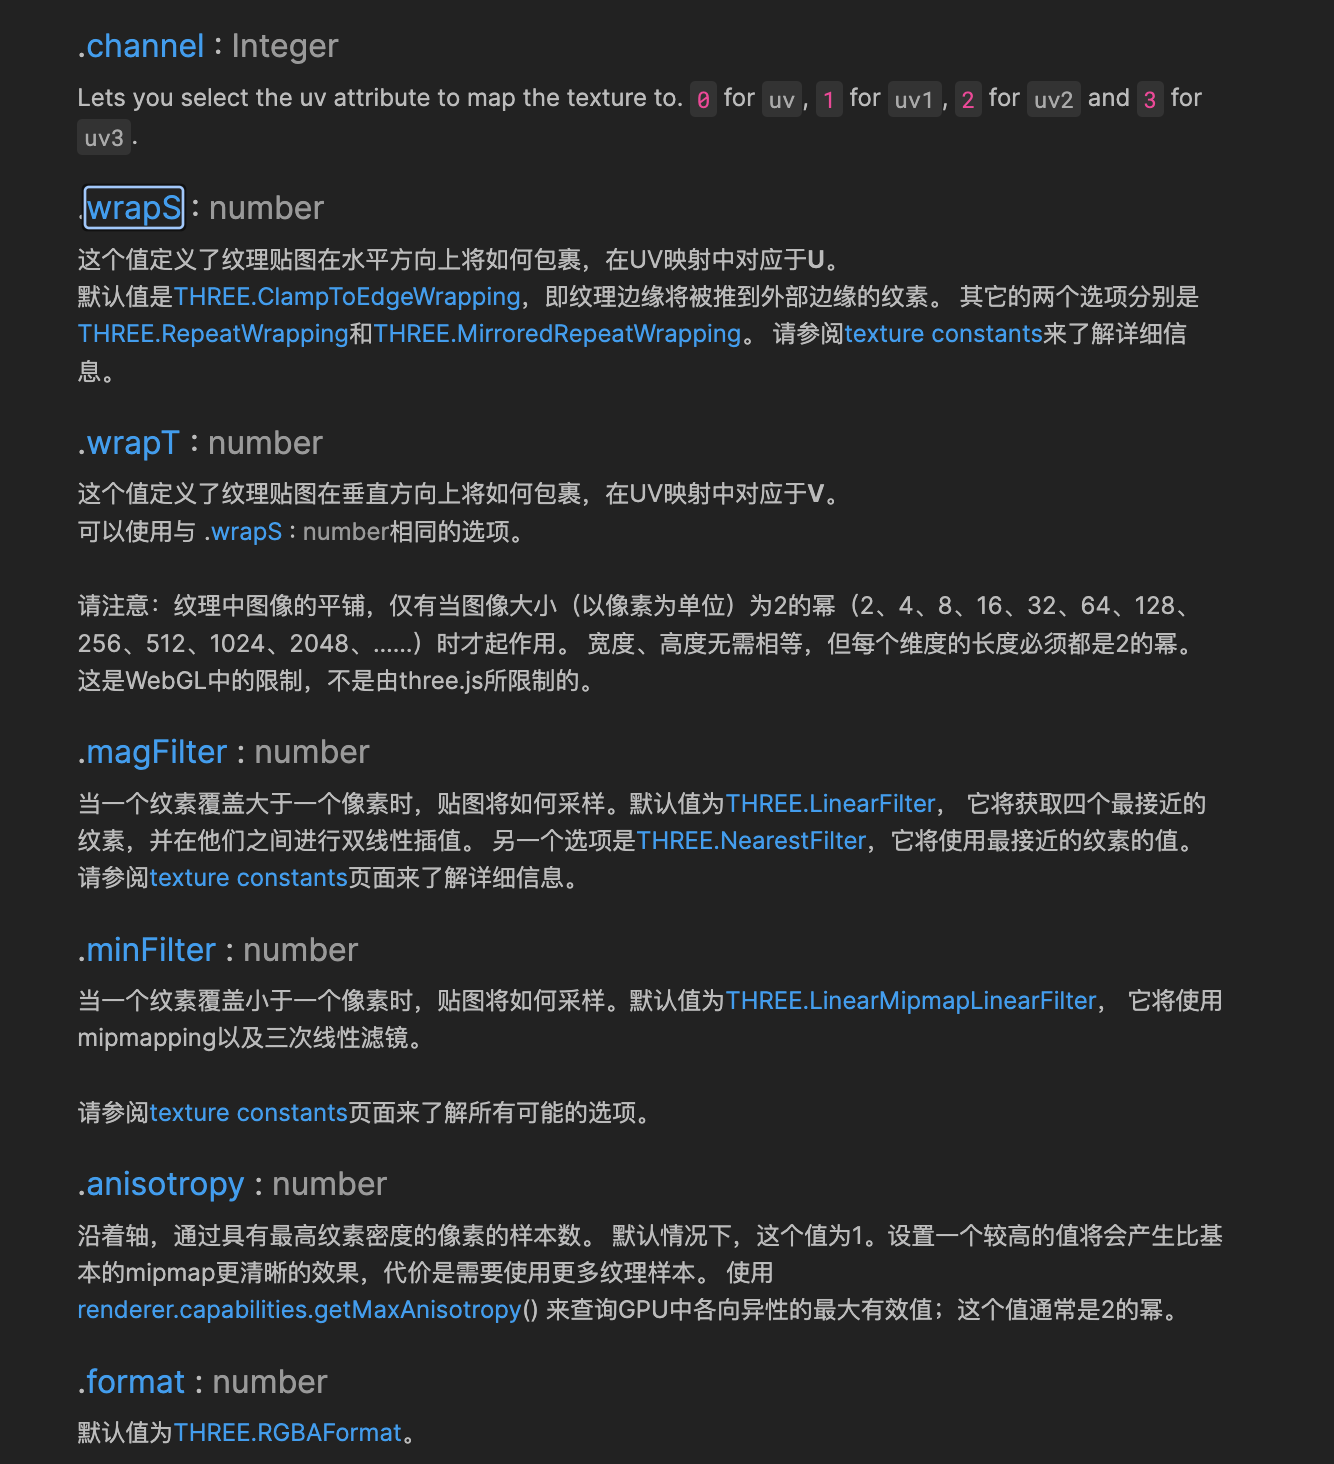 .channel : Integer
Lets you select the uv attribute to map the texture to. 0 for uv, 1 for uv1, 2 for uv2 and 3 for
uv3.
.wrapS : number
这个值定义了纹理贴图在水平方向上将如何包裹，在UV映射中对应于U。
默认值是THREE.ClampToEdgeWrapping，即纹理边缘将被推到外部边缘的纹素。 其它的两个选项分别是
THREE.RepeatWrapping和THREE.MirroredRepeatWrapping。 请参阅texture constants来了解详细信
息。
.wrapT : number
这个值定义了纹理贴图在垂直方向上将如何包裹，在UV映射中对应于V。
可以使用与 .wrapS : number相同的选项。
请注意：纹理中图像的平铺，仅有当图像大小（以像素为单位）为2的幂（2、4、8、16、32、64、128、
256、512、1024、2048、……）时才起作用。 宽度、高度无需相等，但每个维度的长度必须都是2的幂。
这是WebGL中的限制，不是由three.js所限制的。
.magFilter : number
当一个纹素覆盖大于一个像素时，贴图将如何采样。默认值为THREE.LinearFilter， 它将获取四个最接近的
纹素，并在他们之间进行双线性插值。 另一个选项是THREE.NearestFilter，它将使用最接近的纹素的值。
请参阅texture constants页面来了解详细信息。
.minFilter : number
当一个纹素覆盖小于一个像素时，贴图将如何采样。默认值为THREE.LinearMipmapLinearFilter， 它将使用
mipmapping以及三次线性滤镜。
请参阅texture constants页面来了解所有可能的选项。
.anisotropy : number
沿着轴，通过具有最高纹素密度的像素的样本数。 默认情况下，这个值为1。设置一个较高的值将会产生比基
本的mipmap更清晰的效果，代价是需要使用更多纹理样本。 使用
renderer.capabilities.getMaxAnisotropy() 来查询GPU中各向异性的最大有效值；这个值通常是2的幂。
.format : number
默认值为THREE.RGBAFormat。